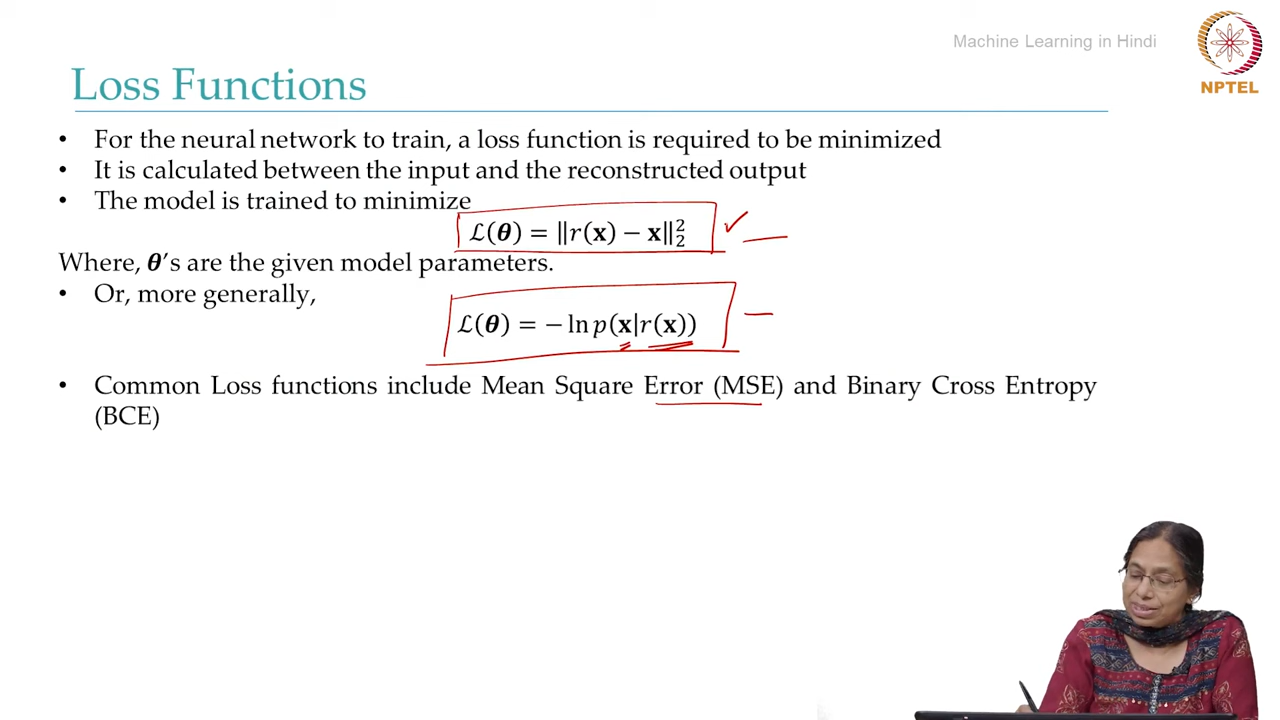 Machine Learning in Hindi
NPTEL
Loss Functions
• For the neural network to train, a loss function is required to be minimized
• It is calculated between the input and the reconstructed output
• The model is trained to minimize
ℒ(𝜽) = ‖r(𝐱) − 𝐱‖₂²
Where, 𝜽's are the given model parameters.
• Or, more generally,
ℒ(𝜽) = − ln p(𝐱|r(𝐱))
• Common Loss functions include Mean Square Error (MSE) and Binary Cross Entropy
(BCE)